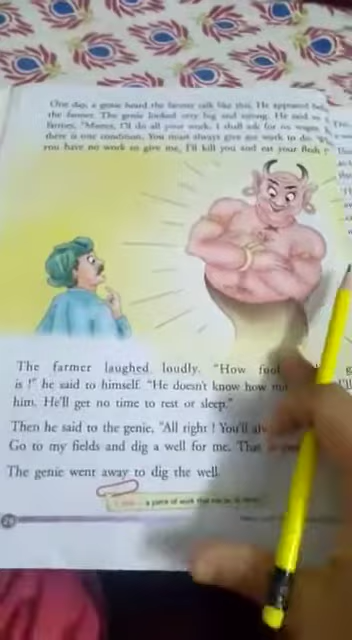 One day, a genie heard the farmer talk like this. He appeared before
the farmer. The genie looked very big and strong. He said to the
farmer, "Master, I'll do all your work. I shall ask for no wages. But
there is one condition. You must always give me work to do. If
you have no work to give me, I'll kill you and eat your flesh
The farmer laughed loudly. "How
is !" he said to himself. "He doesn't know how
him. He'll get no time to rest or sleep."
Then he said to the genie, "All right ! You'll
Go to my fields and dig a well for me. That
The genie went away to dig the well.
a piece of work that